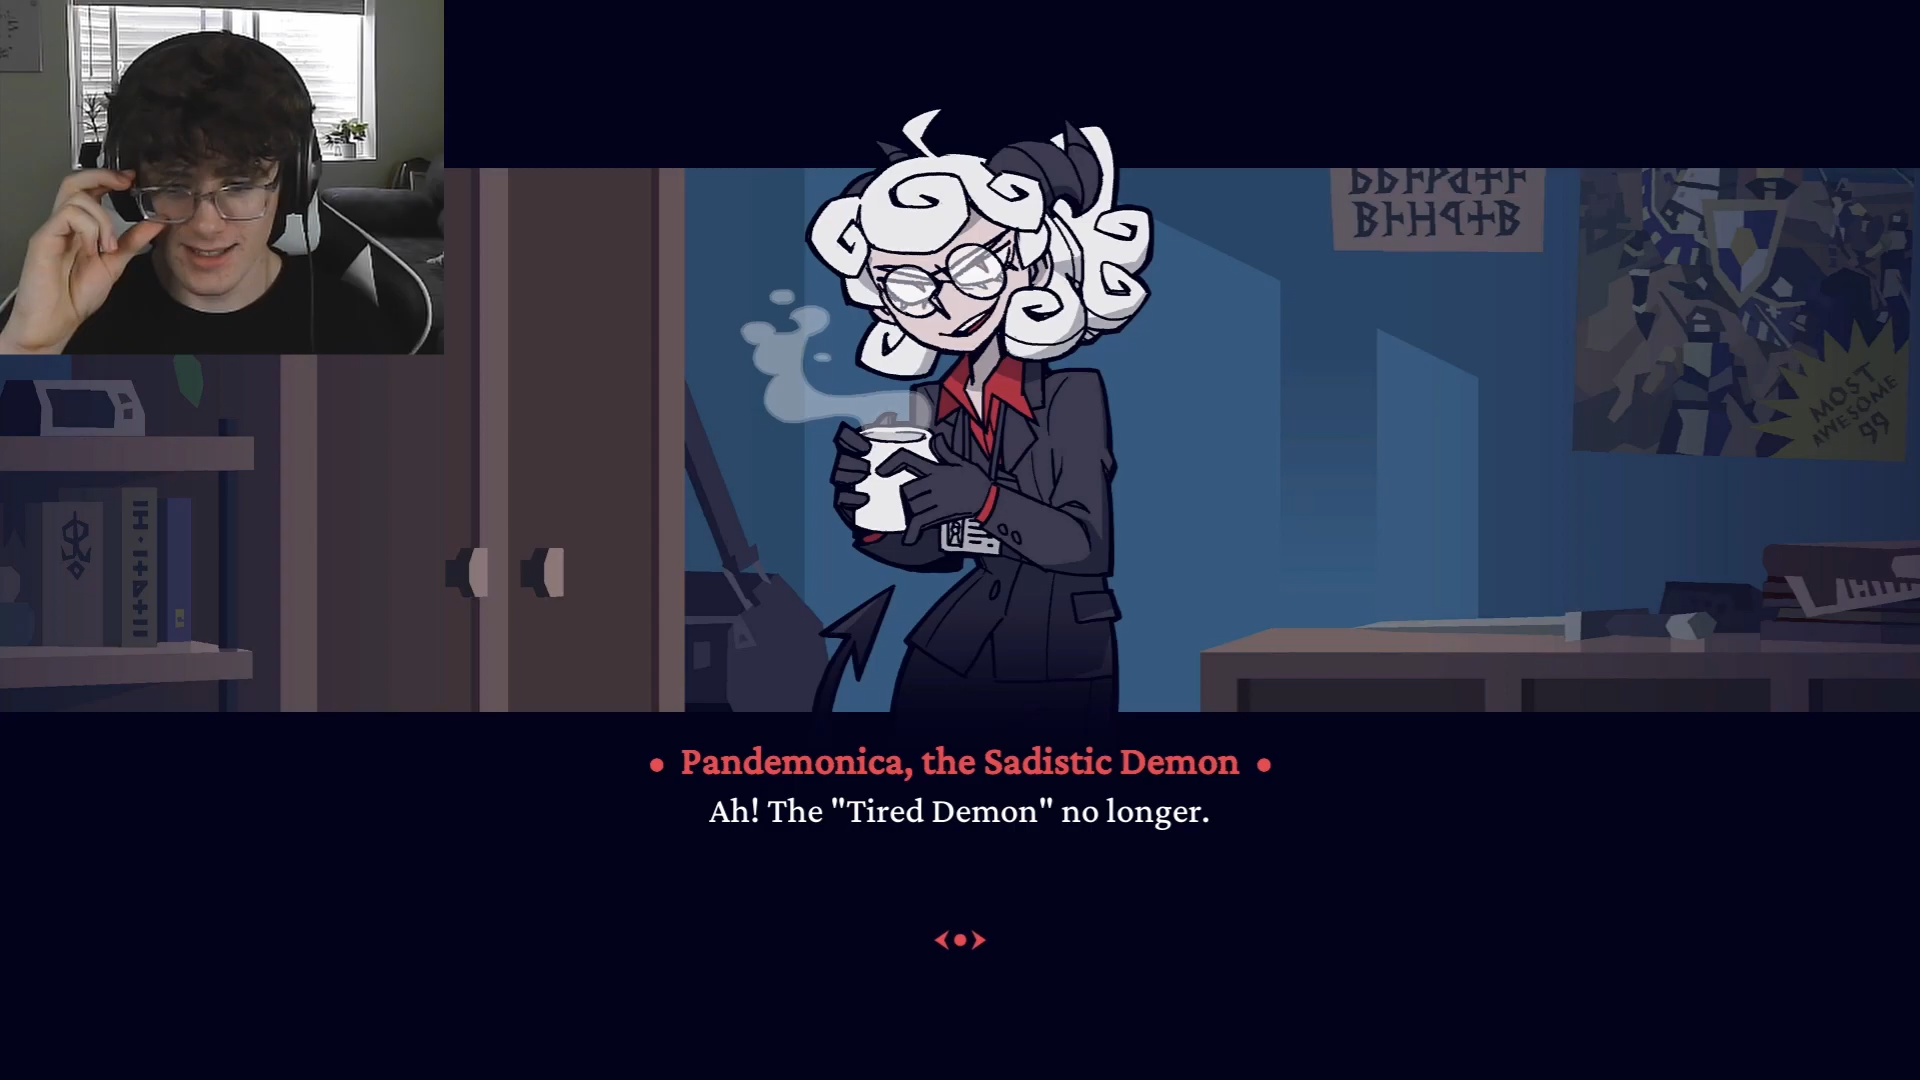 MOST
AWESOME
99
• Pandemonica, the Sadistic Demon •
Ah! The "Tired Demon" no longer.